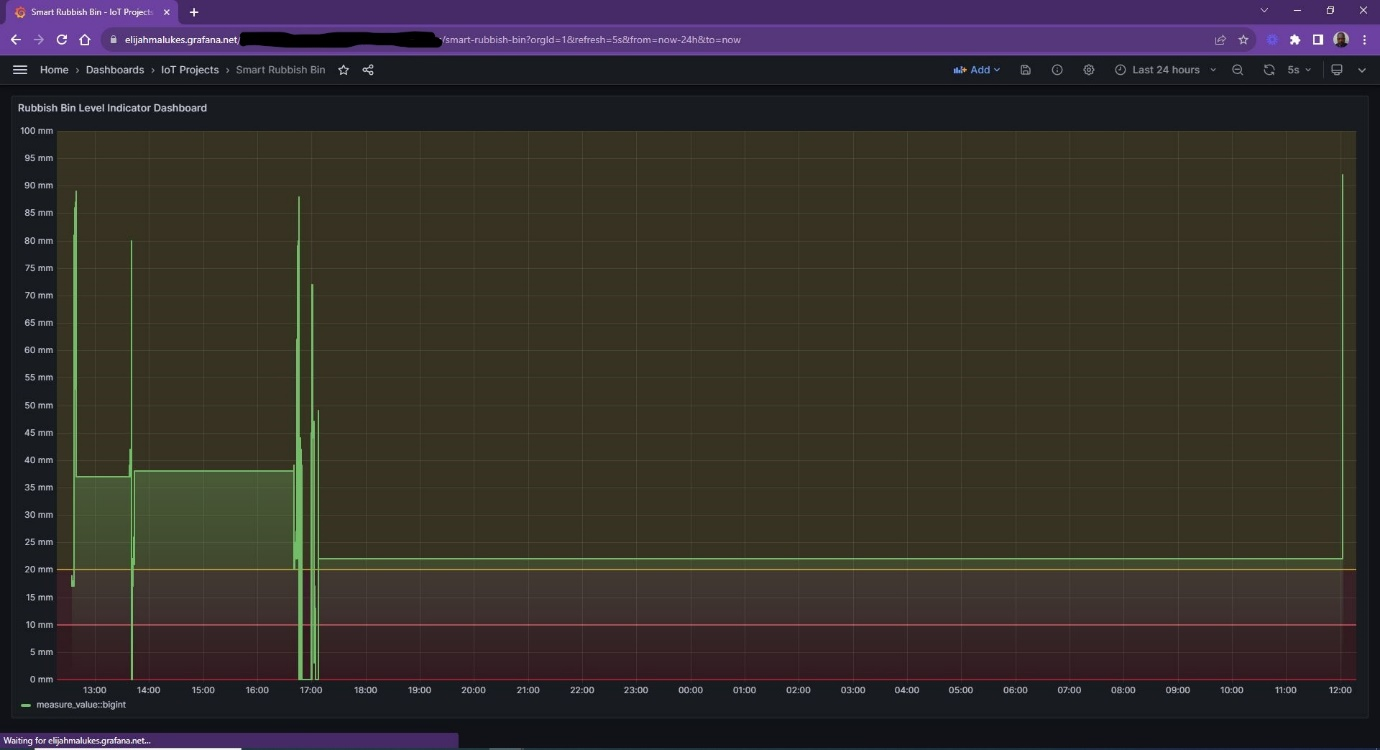 Smart Rubbish Bin - IoT Projects
elijahmalukes.grafana.net/ /smart-rubbish-bin?orgId=1&refresh=5s&from=now-24h&to=now
Home › Dashboards › IoT Projects › Smart Rubbish Bin Add Last 24 hours 5s
Rubbish Bin Level Indicator Dashboard
100 mm
95 mm
90 mm
85 mm
80 mm
75 mm
70 mm
65 mm
60 mm
55 mm
50 mm
45 mm
40 mm
35 mm
30 mm
25 mm
20 mm
15 mm
10 mm
5 mm
0 mm
13:00 14:00 15:00 16:00 17:00 18:00 19:00 20:00 21:00 22:00 23:00 00:00 01:00 02:00 03:00 04:00 05:00 06:00 07:00 08:00 09:00 10:00 11:00 12:00
measure_value::bigint
Waiting for elijahmalukes.grafana.net...